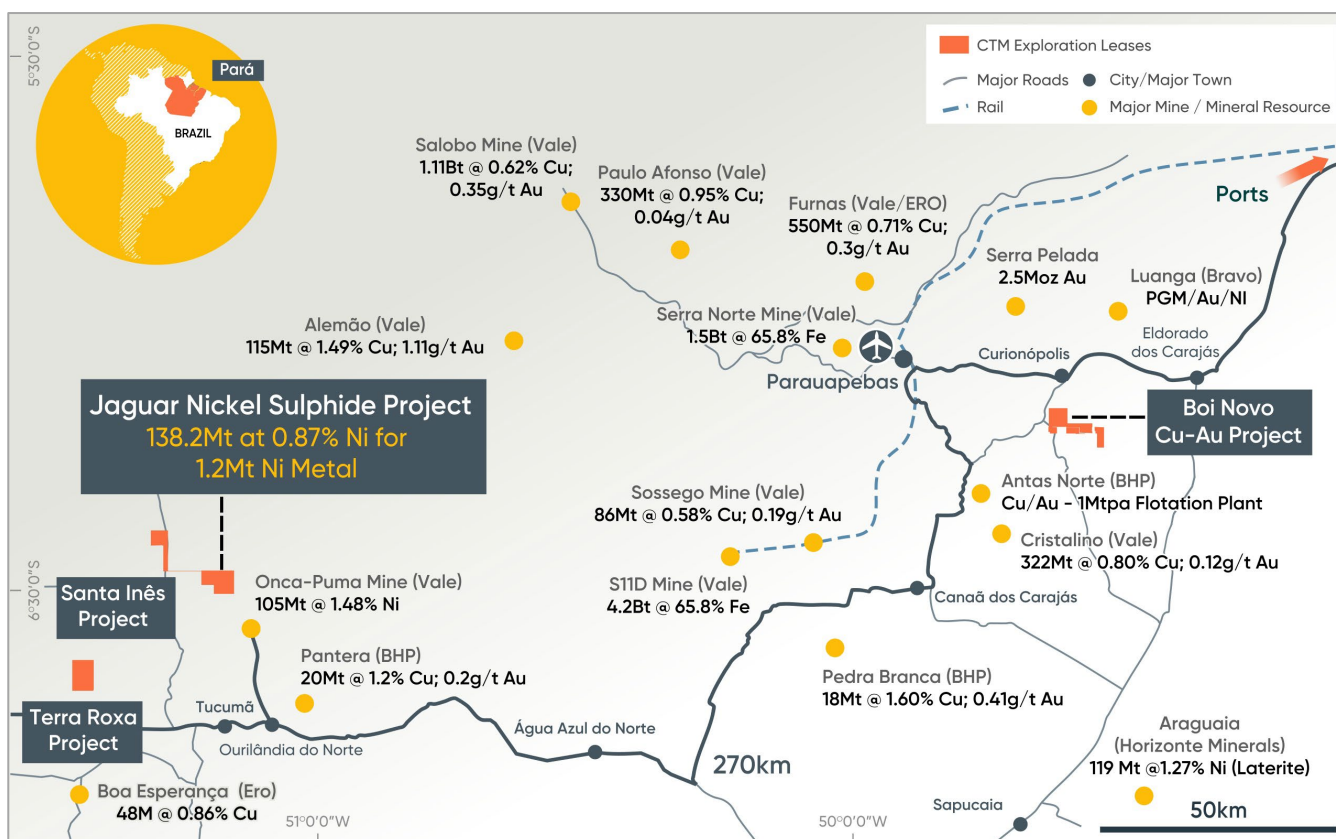 5°30'0"S
Pará
BRAZIL
CTM Exploration Leases
Major Roads
City/Major Town
Rail
Major Mine / Mineral Resource
Salobo Mine (Vale)
1.11Bt @ 0.62% Cu;
0.35g/t Au
Paulo Afonso (Vale)
330Mt @ 0.95% Cu;
0.04g/t Au
Furnas (Vale/ERO)
550Mt @ 0.71% Cu;
0.3g/t Au
Ports
Serra Pelada
2.5Moz Au
Luanga (Bravo)
PGM/Au/NI
Alemão (Vale)
115Mt @ 1.49% Cu; 1.11g/t Au
Serra Norte Mine (Vale)
1.5Bt @ 65.8% Fe
Parauapebas
Curionópolis
Eldorado
dos Carajás
Jaguar Nickel Sulphide Project
138.2Mt at 0.87% Ni for
1.2Mt Ni Metal
Boi Novo
Cu-Au Project
Sossego Mine (Vale)
86Mt @ 0.58% Cu; 0.19g/t Au
Antas Norte (BHP)
Cu/Au - 1Mtpa Flotation Plant
Cristalino (Vale)
322Mt @ 0.80% Cu; 0.12g/t Au
6°30'0"S
Santa Inês
Project
Onca-Puma Mine (Vale)
105Mt @ 1.48% Ni
S11D Mine (Vale)
4.2Bt @ 65.8% Fe
Canaã dos Carajás
Pantera (BHP)
20Mt @ 1.2% Cu; 0.2g/t Au
Pedra Branca (BHP)
18Mt @ 1.60% Cu; 0.41g/t Au
Terra Roxa
Project
Tucumã
Ourilândia do Norte
Água Azul do Norte
270km
Araguaia
(Horizonte Minerals)
119 Mt @1.27% Ni (Laterite)
Boa Esperança (Ero)
48M @ 0.86% Cu
51°0'0"W
50°0'0"W
Sapucaia
50km